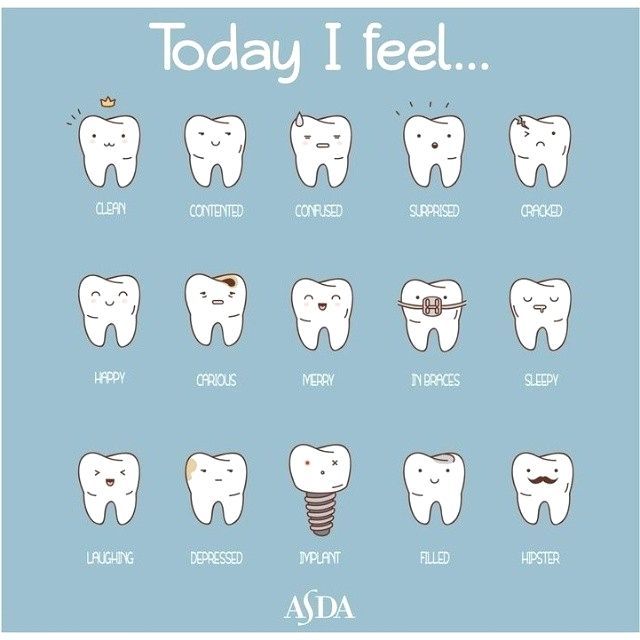 Today I feel...
CLEAN CONTENTED CONFUSED SURPRISED CRACKED
HAPPY CARIOUS MERRY IN BRACES SLEEPY
LAUGHING DEPRESSED IMPLANT FILLED HIPSTER
ASDA